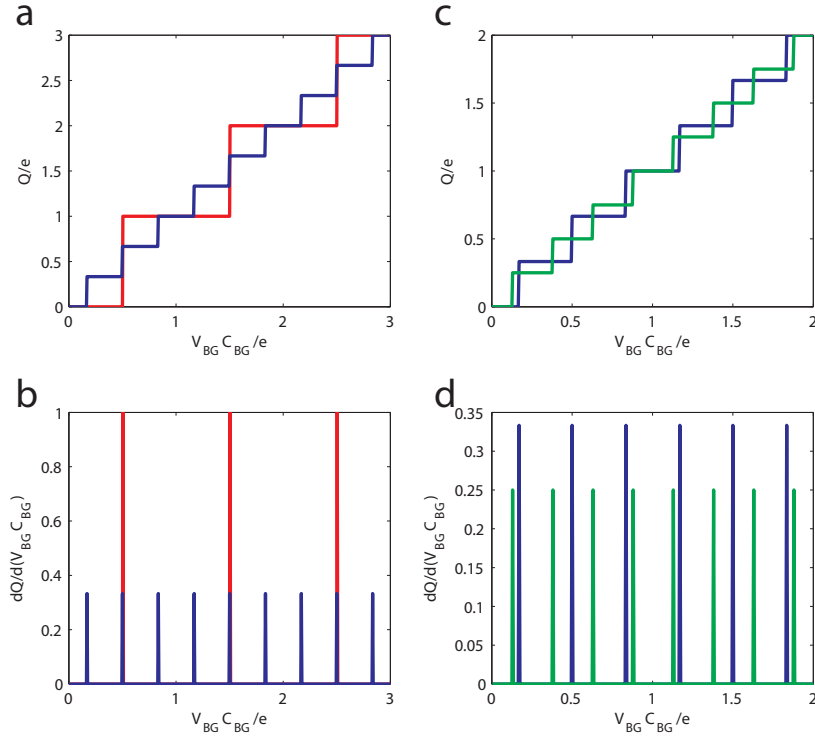 a
3
2.5
2
1.5
1
0.5
0
Q/e
0 1 2 3
V_BG C_BG /e
c
2
1.5
1
0.5
0
Q/e
0 0.5 1 1.5 2
V_BG C_BG /e
b
1
0.8
0.6
0.4
0.2
0
dQ/d(V_BG C_BG)
0 1 2 3
V_BG C_BG /e
d
0.35
0.3
0.25
0.2
0.15
0.1
0.05
0
dQ/d(V_BG C_BG)
0 0.5 1 1.5 2
V_BG C_BG /e